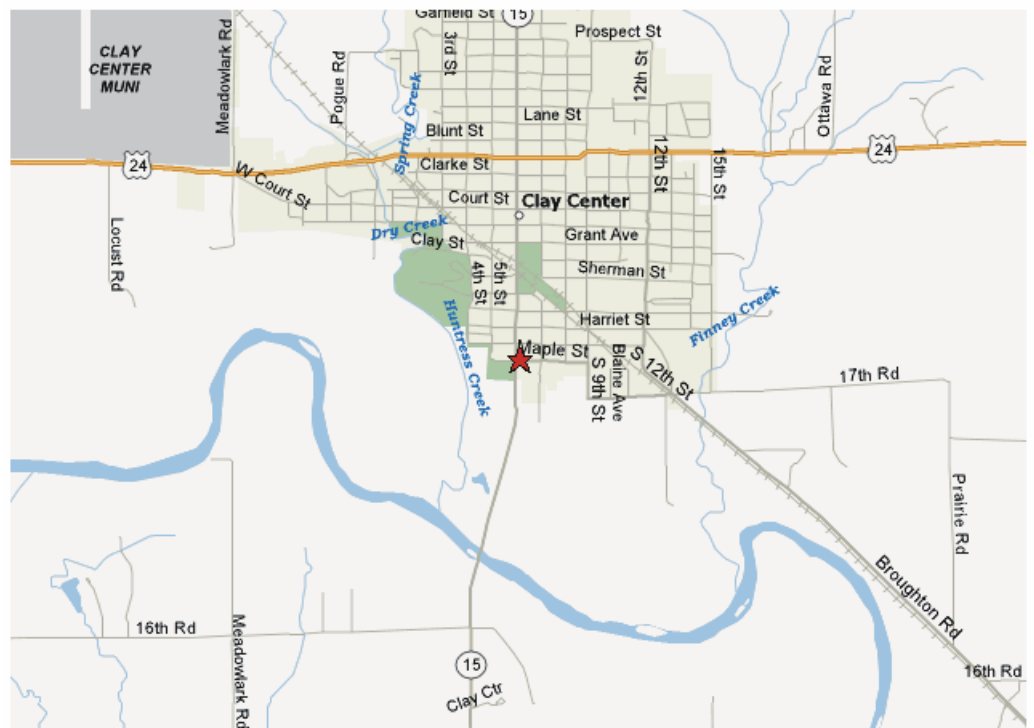 Garfield St
15
Prospect St
CLAY
CENTER
MUNI
Meadowlark Rd
Pogue Rd
3rd St
12th St
Ottawa Rd
Spring Creek
Lane St
Blunt St
24
Clarke St
12th St
15th St
24
W Court St
Court St
Clay Center
Locust Rd
Dry Creek
Clay St
Grant Ave
4th St
5th St
Sherman St
Huntress Creek
Harriet St
Finney Creek
Maple St
S 9th St
Blaine Ave
S 12th St
17th Rd
Prairie Rd
Broughton Rd
16th Rd
Meadowlark Rd
15
Clay Ctr
16th Rd